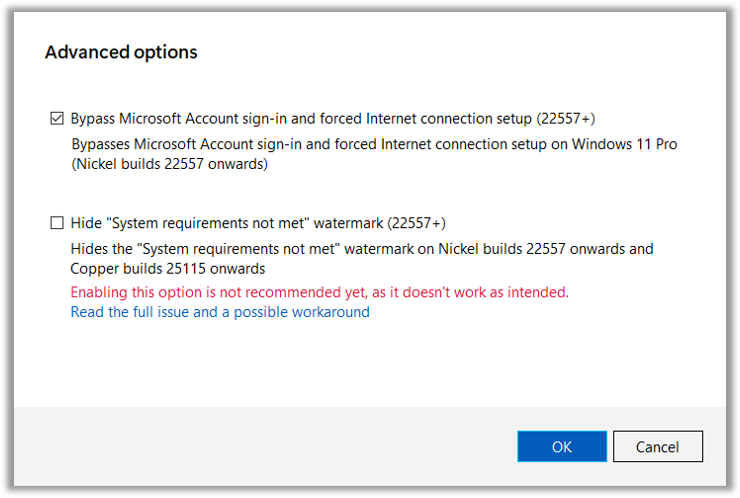 Advanced options
Bypass Microsoft Account sign-in and forced Internet connection setup (22557+)
Bypasses Microsoft Account sign-in and forced Internet connection setup on Windows 11 Pro
(Nickel builds 22557 onwards)
Hide "System requirements not met" watermark (22557+)
Hides the "System requirements not met" watermark on Nickel builds 22557 onwards and
Copper builds 25115 onwards
Enabling this option is not recommended yet, as it doesn't work as intended.
Read the full issue and a possible workaround
OK
Cancel